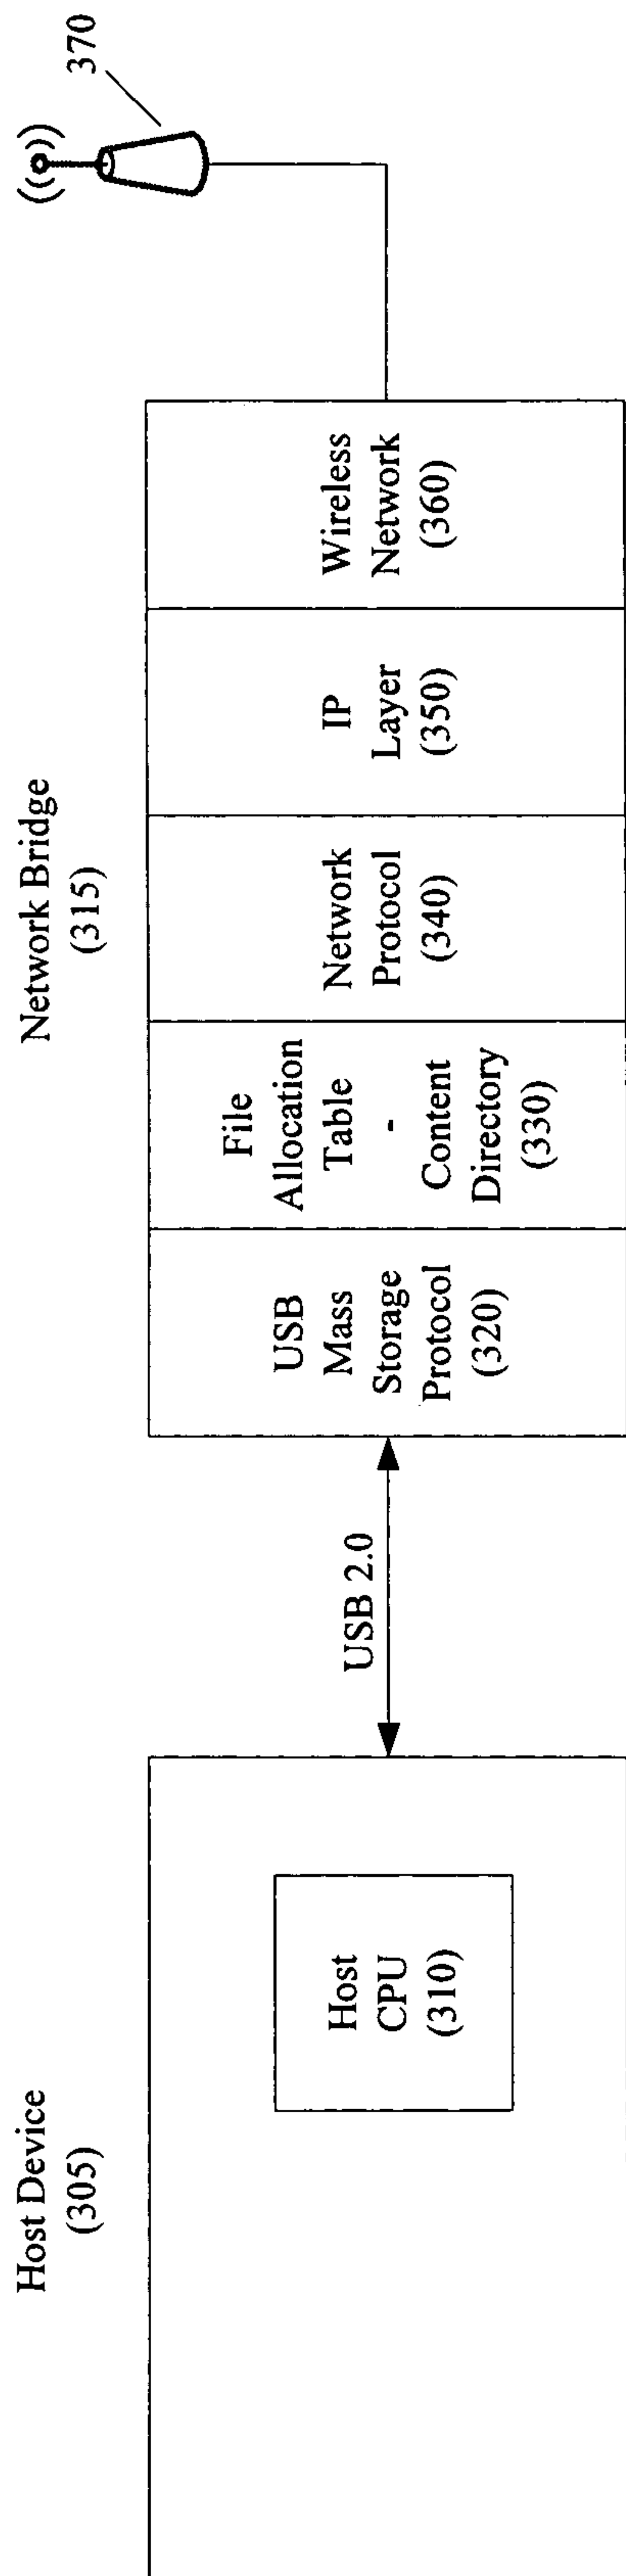 Host Device
(305)
Host
CPU
(310)
USB 2.0
Network Bridge
(315)
USB
Mass
Storage
Protocol
(320)
File
Allocation
Table
-
Content
Directory
(330)
Network
Protocol
(340)
IP
Layer
(350)
Wireless
Network
(360)
370